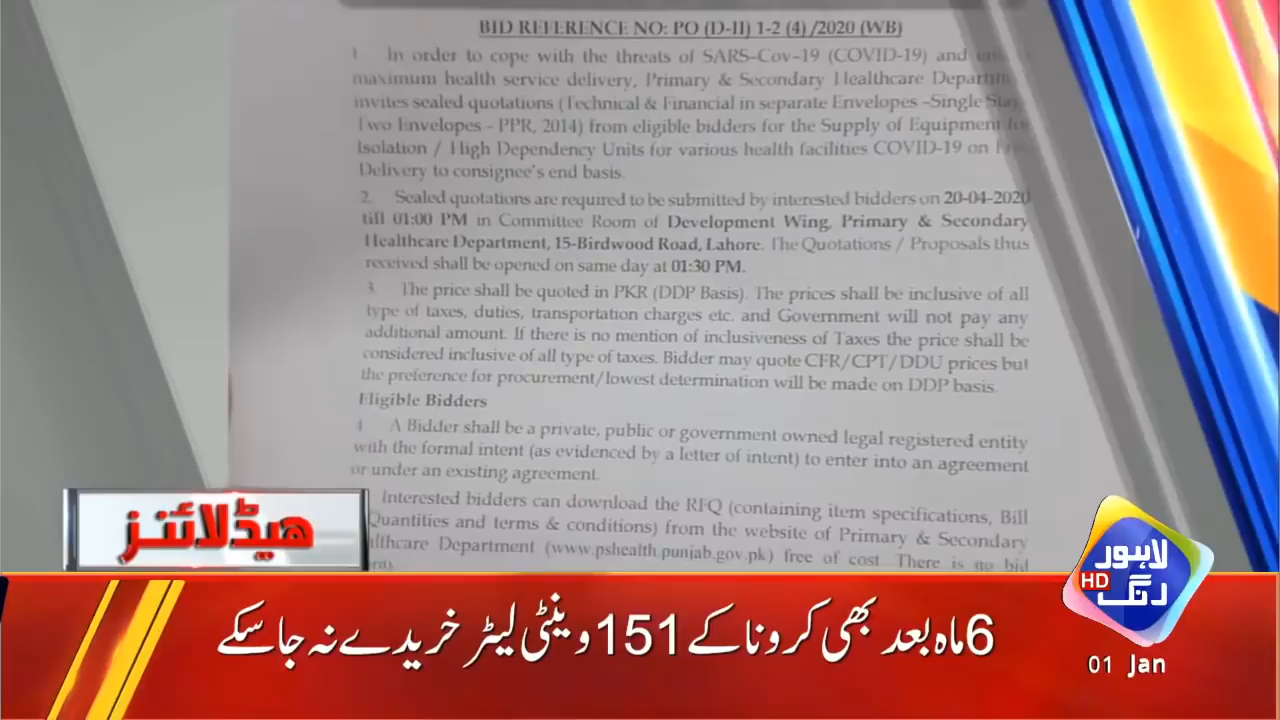 BID REFERENCE NO: PO (D-II) 1-2 (4) /2020 (WB)
1 In order to cope with the threats of SARS-Cov-19 (COVID-19) and
maximum health service delivery, Primary & Secondary Healthcare
invites sealed quotations (Technical & Financial in separate Envelopes –Single
Two Envelopes - PPR, 2014) from eligible bidders for the Supply of Equipment
Isolation / High Dependency Units for various health facilities COVID-19 on
Delivery to consignee's end basis.
2. Sealed quotations are required to be submitted by interested bidders on 20-04-2020
till 01:00 PM in Committee Room of Development Wing, Primary & Secondary
Healthcare Department, 15-Birdwood Road, Lahore. The Quotations / Proposals thus
received shall be opened on same day at 01:30 PM.
3. The price shall be quoted in PKR (DDP Basis). The prices shall be inclusive of all
type of taxes, duties, transportation charges etc. and Government will not pay any
additional amount. If there is no mention of inclusiveness of Taxes the price shall be
considered inclusive of all type of taxes. Bidder may quote CFR/CPT/DDU prices but
the preference for procurement/lowest determination will be made on DDP basis.
Eligible Bidders
4. A Bidder shall be a private, public or government owned legal registered entity
with the formal intent (as evidenced by a letter of intent) to enter into an agreement
or under an existing agreement.
Interested bidders can download the RFQ (containing item specifications, Bill
Quantities and terms & conditions) from the website of Primary & Secondary
Department (www.pshealth.punjab.gov.pk) free of cost. There is no bid
ہیڈلائنز
لاہور
رنگ
HD
6 ماہ بعد بھی کرونا کے 151 وینٹی لیٹر خریدے نہ جا سکے
01 Jan